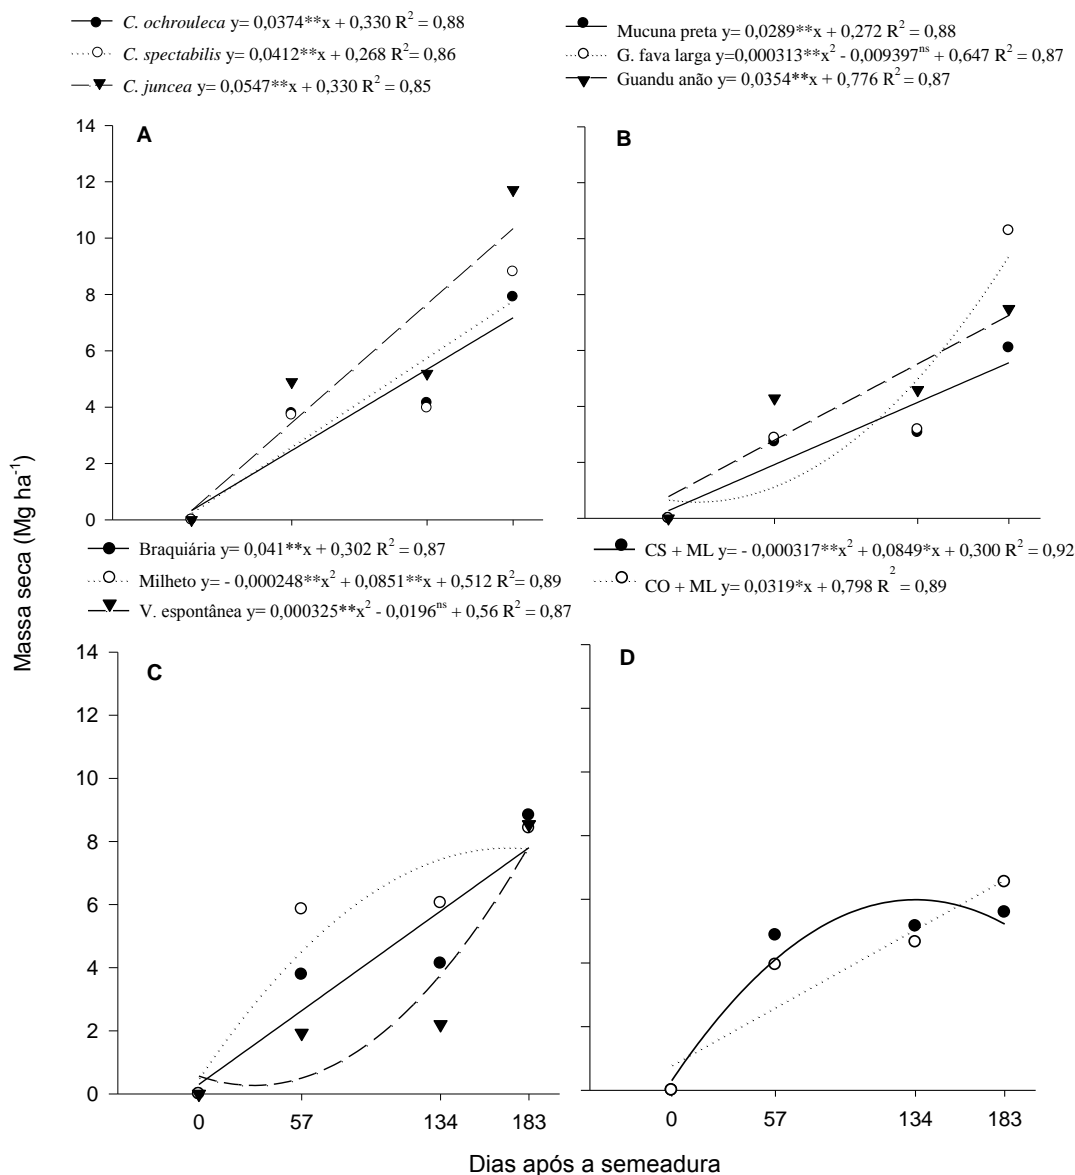 C. ochrouleca y= 0,0374**x + 0,330 R² = 0,88
C. spectabilis y= 0,0412**x + 0,268 R²= 0,86
C. juncea y= 0,0547**x + 0,330 R² = 0,85
Mucuna preta y= 0,0289**x + 0,272 R² = 0,88
G. fava larga y=0,000313**x² - 0,009397ⁿˢ + 0,647 R² = 0,87
Guandu anão y= 0,0354**x + 0,776 R² = 0,87
Massa seca (Mg ha⁻¹)
A
14
12
10
8
6
4
2
0
B
Braquiária y= 0,041**x + 0,302 R² = 0,87
Milheto y= - 0,000248**x² + 0,0851**x + 0,512 R²= 0,89
V. espontânea y= 0,000325**x² - 0,0196ⁿˢ + 0,56 R² = 0,87
CS + ML y= - 0,000317**x² + 0,0849*x + 0,300 R² = 0,92
CO + ML y= 0,0319*x + 0,798 R² = 0,89
C
14
12
10
8
6
4
2
0
0 57 134 183
D
0 57 134 183
Dias após a semeadura